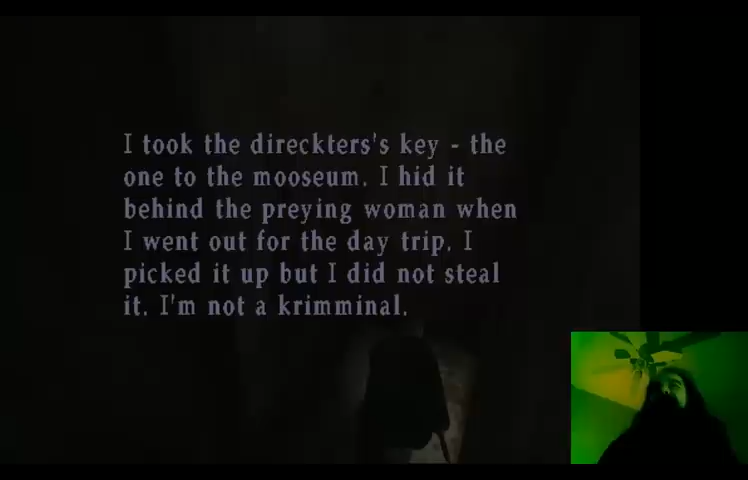 I took the direckters's key - the
one to the mooseum. I hid it
behind the preying woman when
I went out for the day trip. I
picked it up but I did not steal
it. I'm not a krimminal.